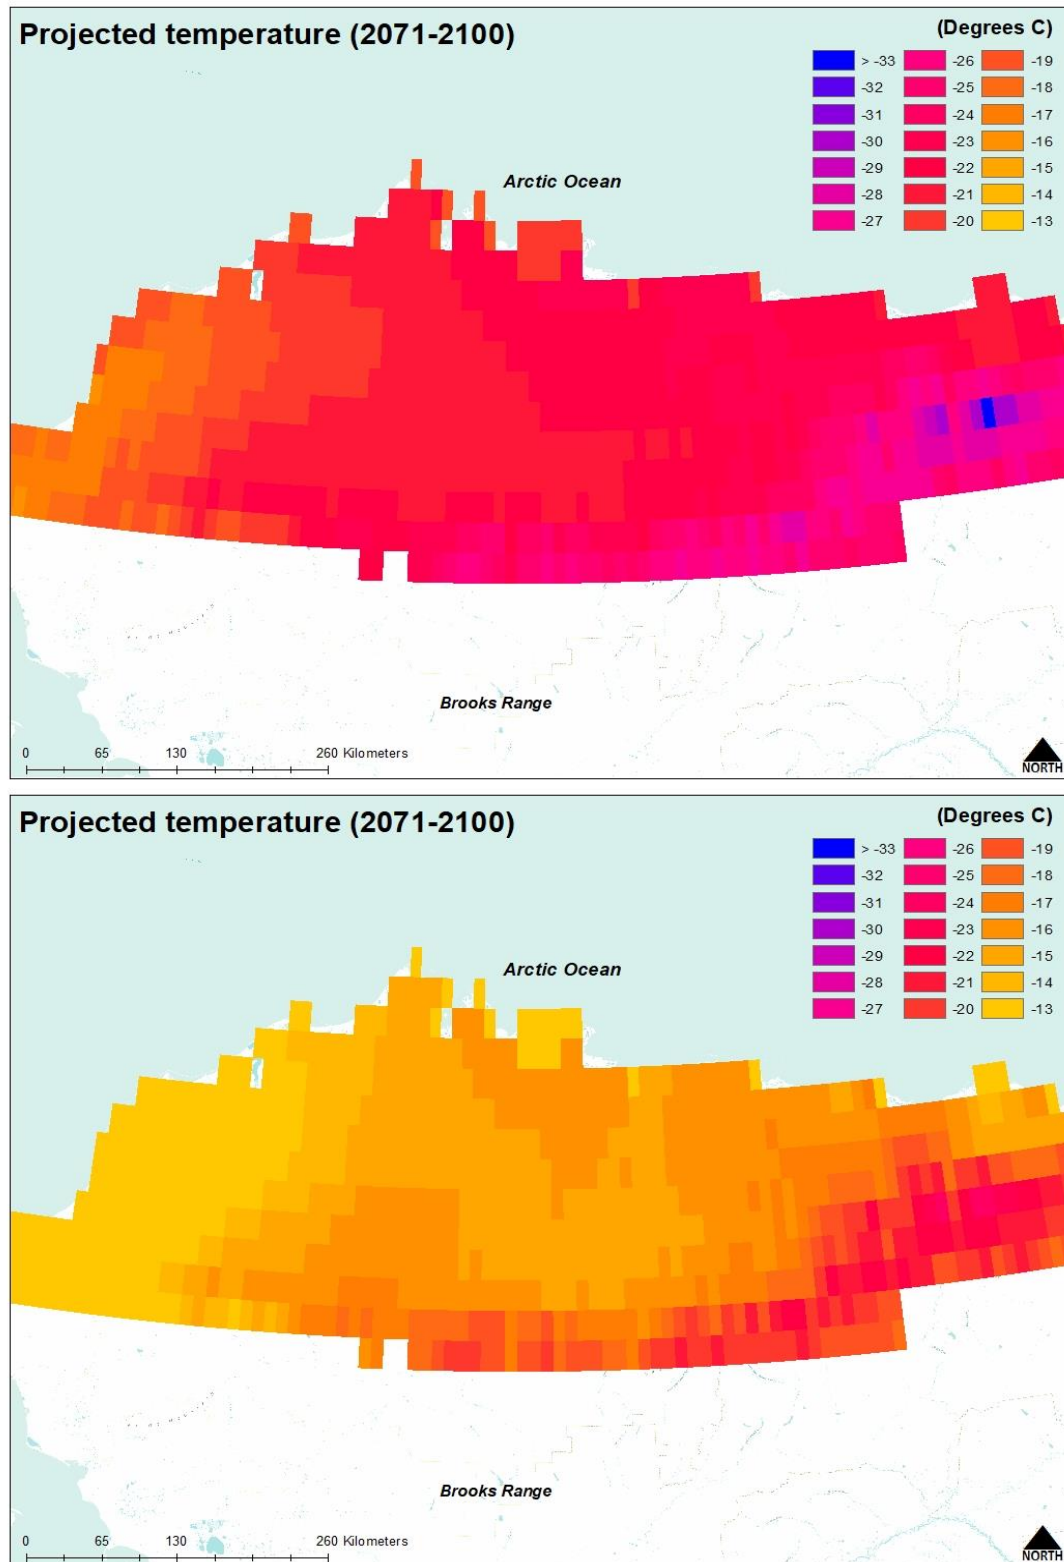 Projected temperature (2071-2100)
(Degrees C)
> -33 -26 -19
-32 -25 -18
-31 -24 -17
-30 -23 -16
-29 -22 -15
-28 -21 -14
-27 -20 -13
Arctic Ocean
Brooks Range
0 65 130 260 Kilometers
NORTH
Projected temperature (2071-2100)
(Degrees C)
> -33 -26 -19
-32 -25 -18
-31 -24 -17
-30 -23 -16
-29 -22 -15
-28 -21 -14
-27 -20 -13
Arctic Ocean
Brooks Range
0 65 130 260 Kilometers
NORTH